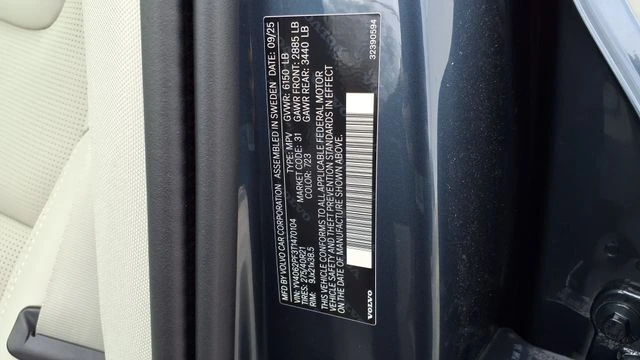 MFD BY VOLVO CAR CORPORATION ASSEMBLED IN SWEDEN DATE: 09/25
TYPE: MPV GVWR: 6150 LB
MARKET CODE: 31 GAWR FRONT: 2885 LB
COLOR: 723 GAWR REAR: 3440 LB
TIRES: 275/40R21
RIM: 9Jx21x38.5
THIS VEHICLE CONFORMS TO ALL APPLICABLE FEDERAL MOTOR
VEHICLE SAFETY AND THEFT PREVENTION STANDARDS IN EFFECT
ON THE DATE OF MANUFACTURE SHOWN ABOVE.
VOLVO
32390594